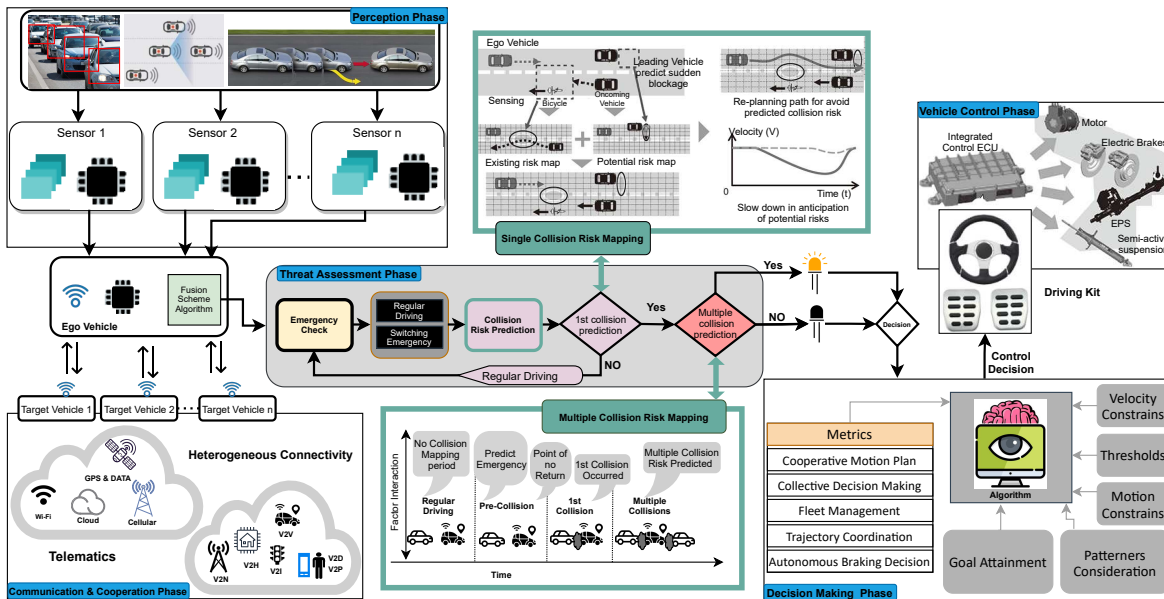 Perception Phase
Sensor 1
Sensor 2
Sensor n
Ego Vehicle
Fusion
Scheme
Algorithm
Target Vehicle 1
Target Vehicle 2
Target Vehicle n
Heterogeneous Connectivity
GPS & DATA
Wi-Fi
Cloud
Cellular
Telematics
V2V
V2H
V2N
V2I
V2D
V2P
Communication & Cooperation Phase
Ego Vehicle
Leading Vehicle
predict sudden
blockage
Sensing
Bicycle
Oncoming
Vehicle
Existing risk map
Potential risk map
Re-planning path for avoid
predicted collision risk
Velocity (V)
0
Time (t)
Slow down in anticipation
of potential risks
Single Collision Risk Mapping
Threat Assessment Phase
Emergency
Check
Regular
Driving
Switching
Emergency
Collision
Risk Prediction
1st collision
prediction
Yes
NO
Regular Driving
Multiple
collision
prediction
Yes
NO
Decision
Multiple Collision Risk Mapping
Factor Interaction
No Collision
Mapping
period
Predict
Emergency
Point of
no
Return
1st Collision
Occurred
Multiple Collision
Risk Predicted
Regular
Driving
Pre-Collision
1st
Collision
Multiple
Collisions
Time
Vehicle Control Phase
Integrated
Control ECU
Motor
Electric Brakes
EPS
Semi-active
suspension
Driving Kit
Control
Decision
Metrics
Cooperative Motion Plan
Collective Decision Making
Fleet Management
Trajectory Coordination
Autonomous Braking Decision
Algorithm
Velocity
Constrains
Thresholds
Motion
Constrains
Goal Attainment
Patterners
Consideration
Decision Making Phase